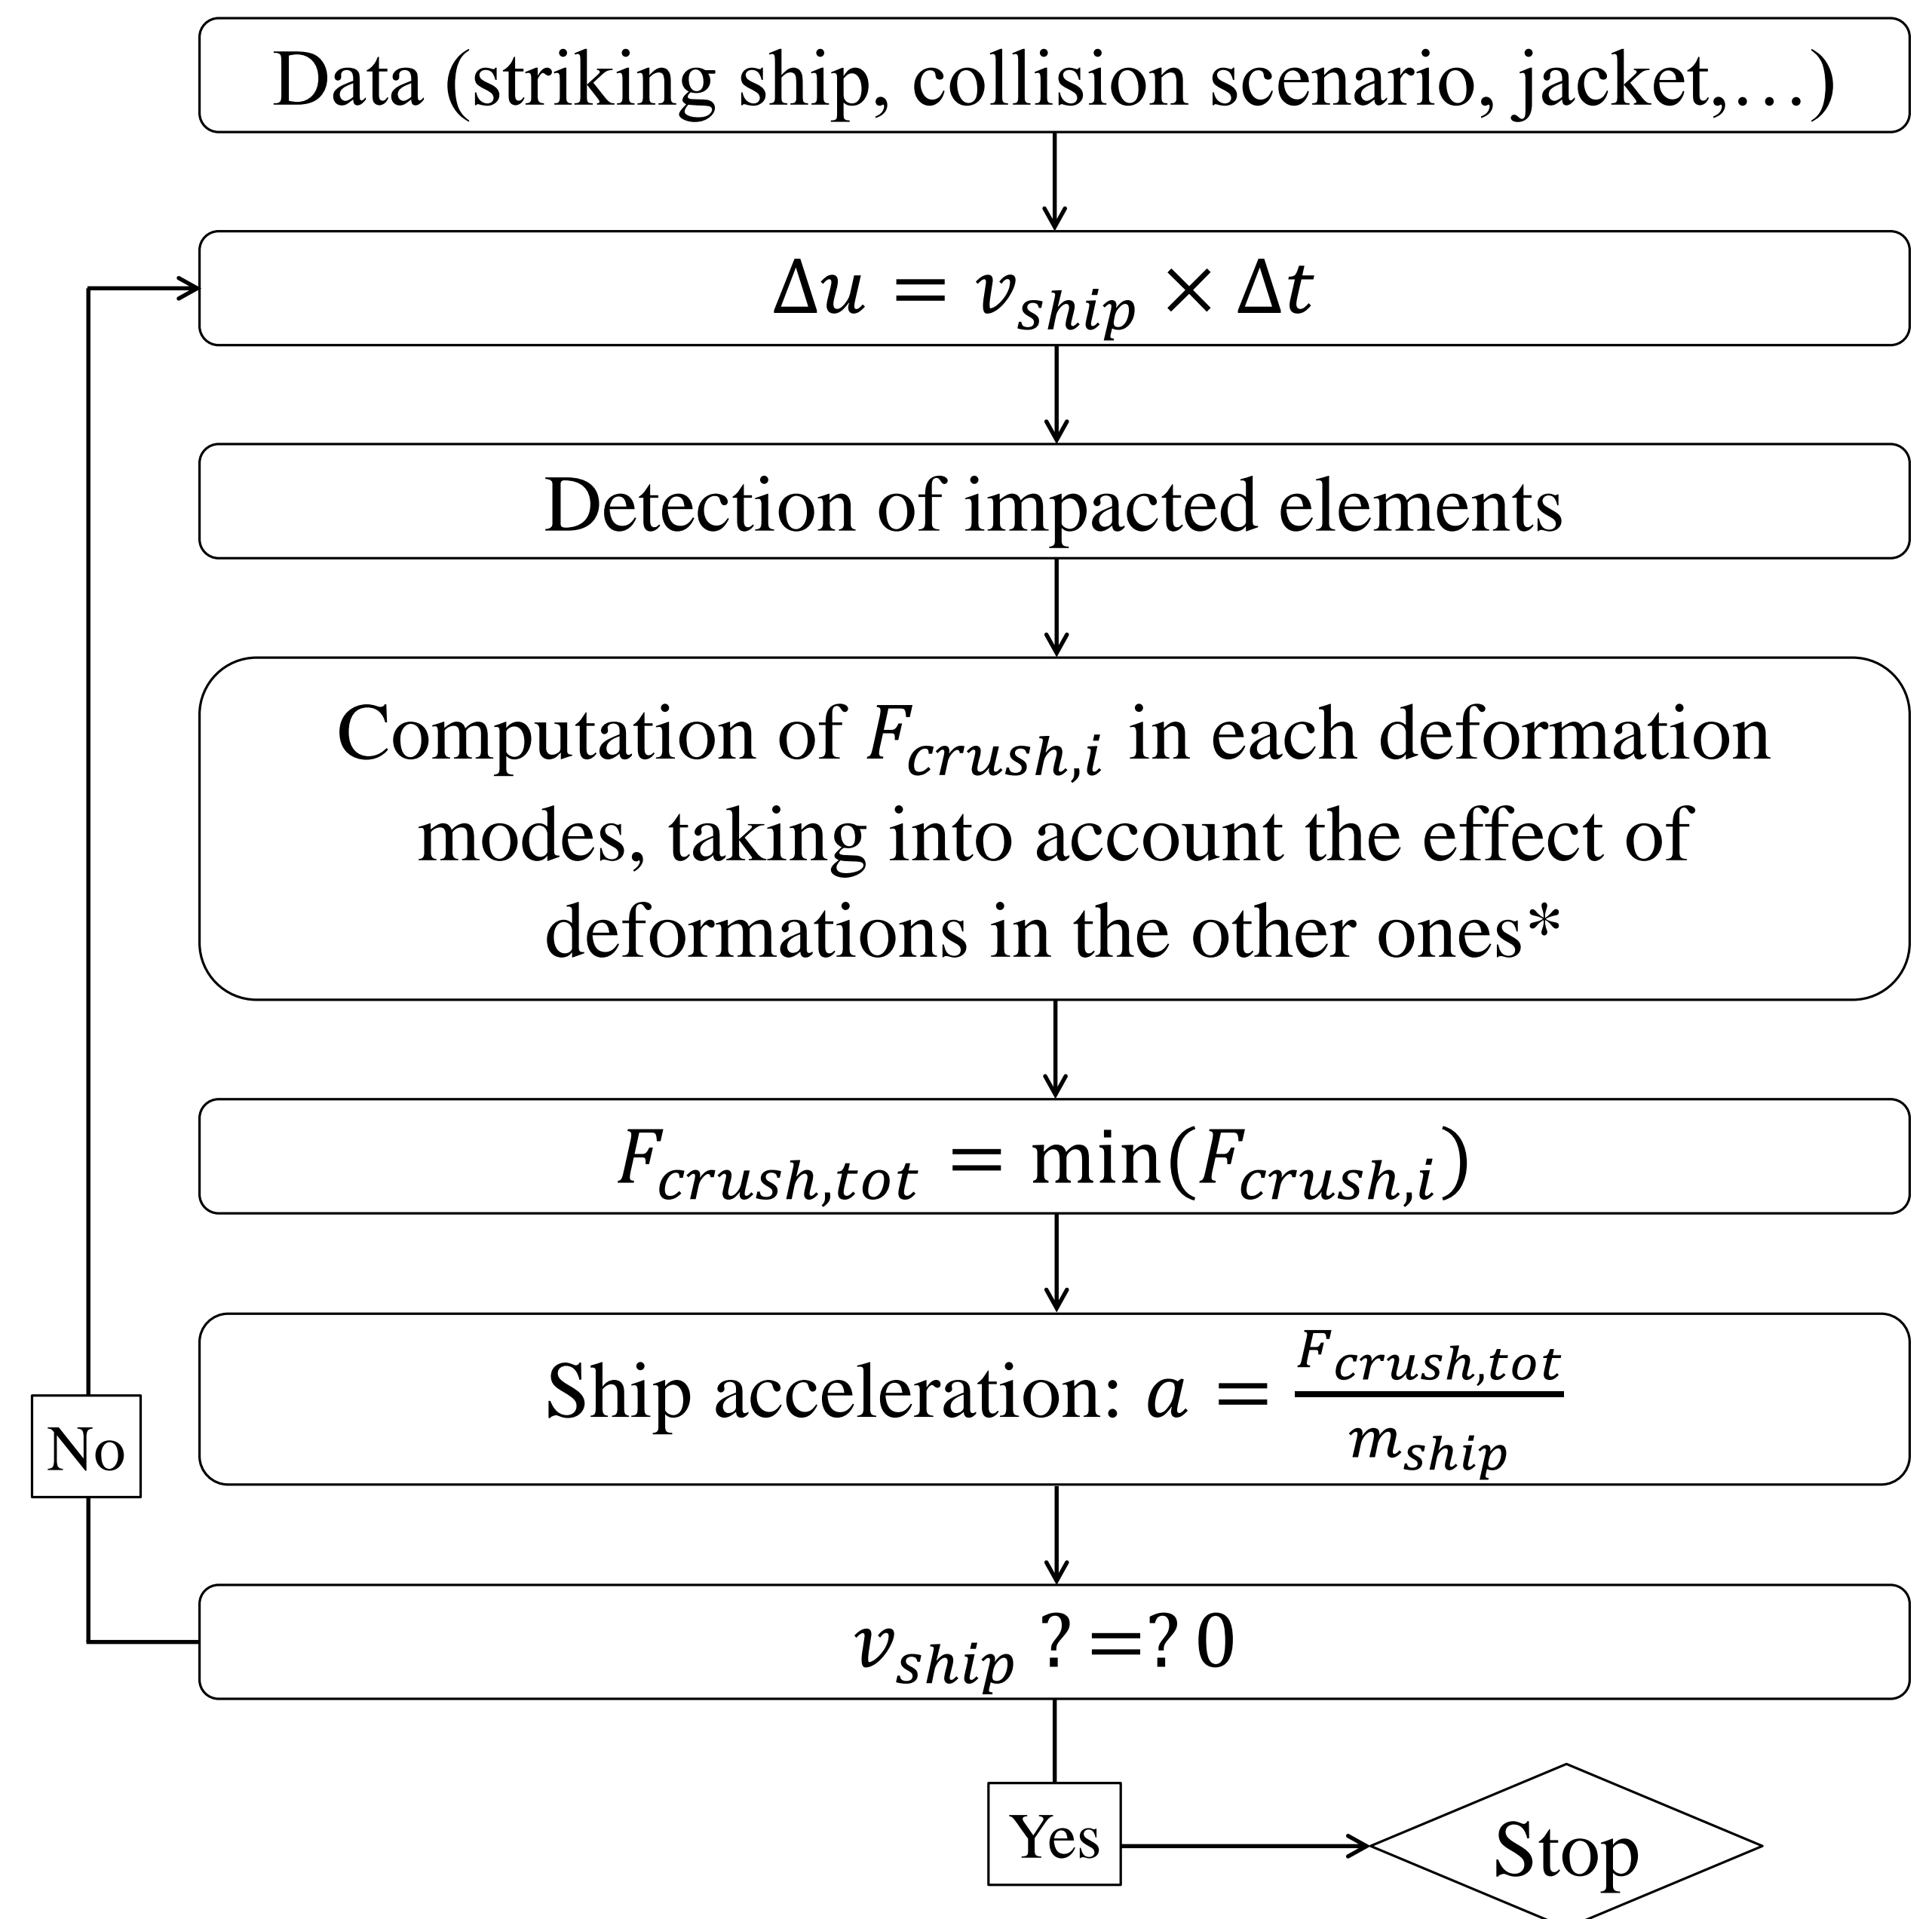 Data (striking ship, collision scenario, jacket,…)
Δu = v_ship × Δt
Detection of impacted elements
Computation of F_crush,i in each deformation
modes, taking into account the effect of
deformations in the other ones*
F_crush,tot = min(F_crush,i)
Ship acceleration: a = F_crush,tot / m_ship
No
v_ship ?=? 0
Yes
Stop